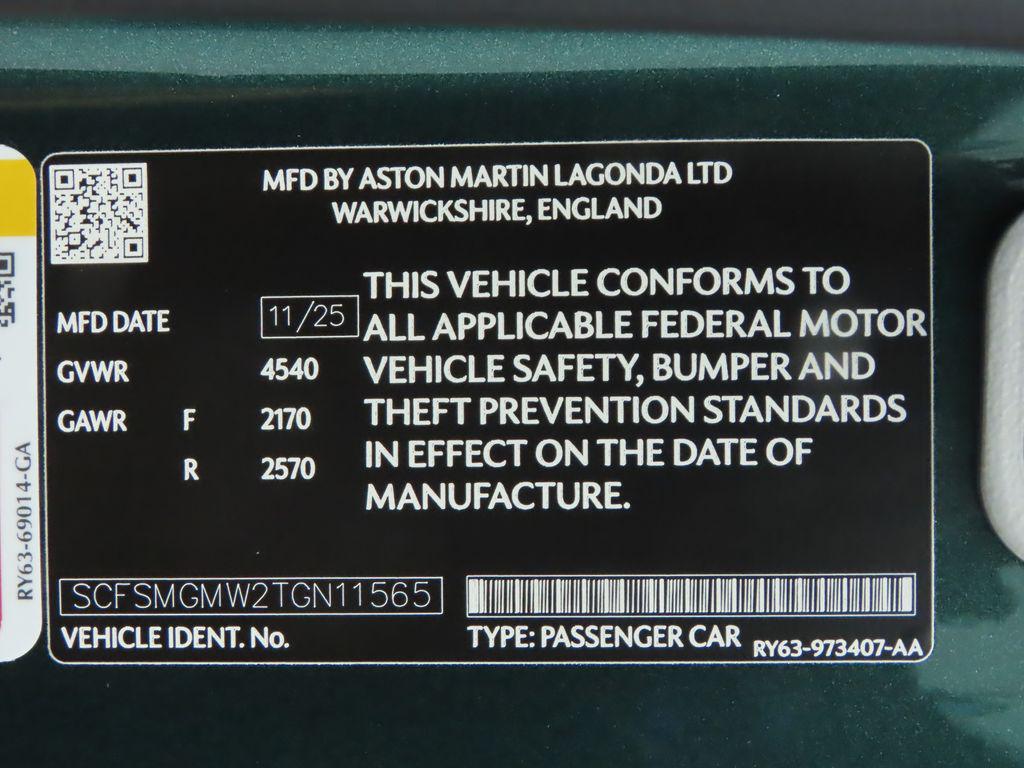 MFD BY ASTON MARTIN LAGONDA LTD
WARWICKSHIRE, ENGLAND
THIS VEHICLE CONFORMS TO
ALL APPLICABLE FEDERAL MOTOR
VEHICLE SAFETY, BUMPER AND
THEFT PREVENTION STANDARDS
IN EFFECT ON THE DATE OF
MANUFACTURE.
MFD DATE 11/25
GVWR 4540
GAWR F 2170
R 2570
SCFSMGMW2TGN11565
VEHICLE IDENT. No.
TYPE: PASSENGER CAR
RY63-973407-AA
RY63-69014-GA